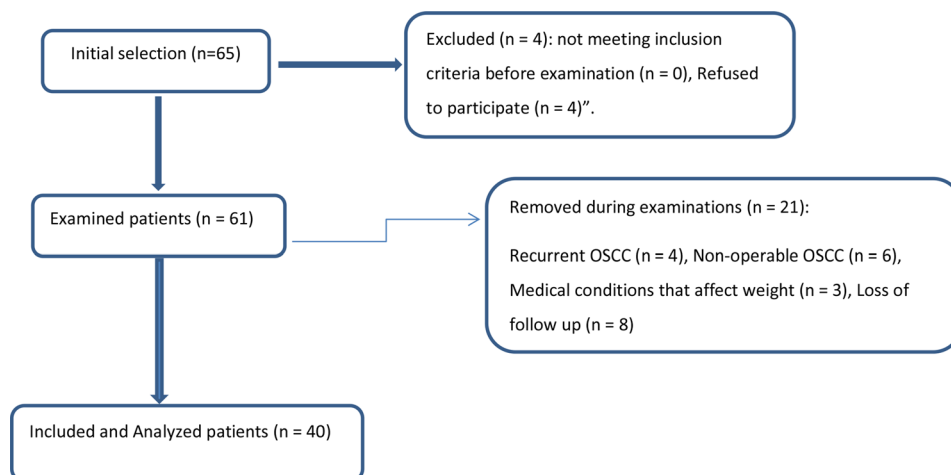 Initial selection (n=65)
Excluded (n = 4): not meeting inclusion
criteria before examination (n = 0), Refused
to participate (n = 4)”.
Examined patients (n = 61)
Removed during examinations (n = 21):
Recurrent OSCC (n = 4), Non-operable OSCC (n = 6),
Medical conditions that affect weight (n = 3), Loss of
follow up (n = 8)
Included and Analyzed patients (n = 40)